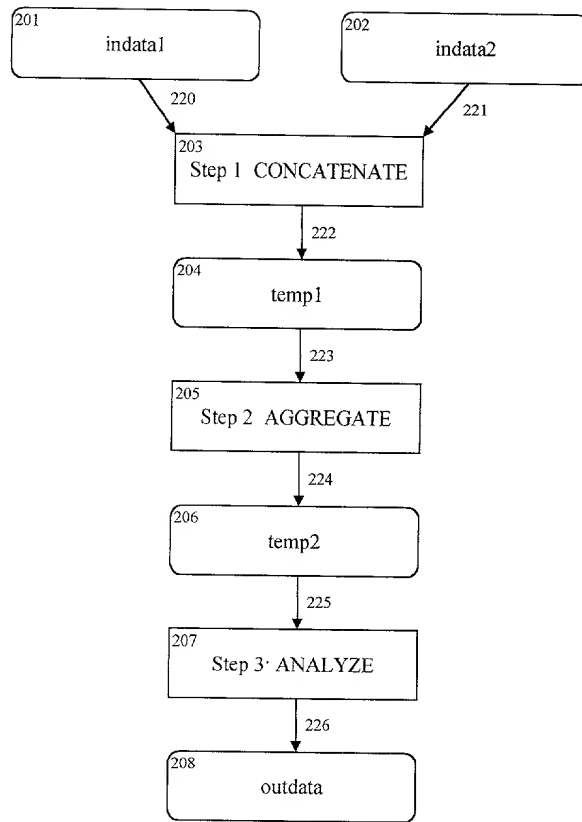 201
indata1
202
indata2
220
221
203
Step 1 CONCATENATE
222
204
temp1
223
205
Step 2 AGGREGATE
224
206
temp2
225
207
Step 3· ANALYZE
226
208
outdata